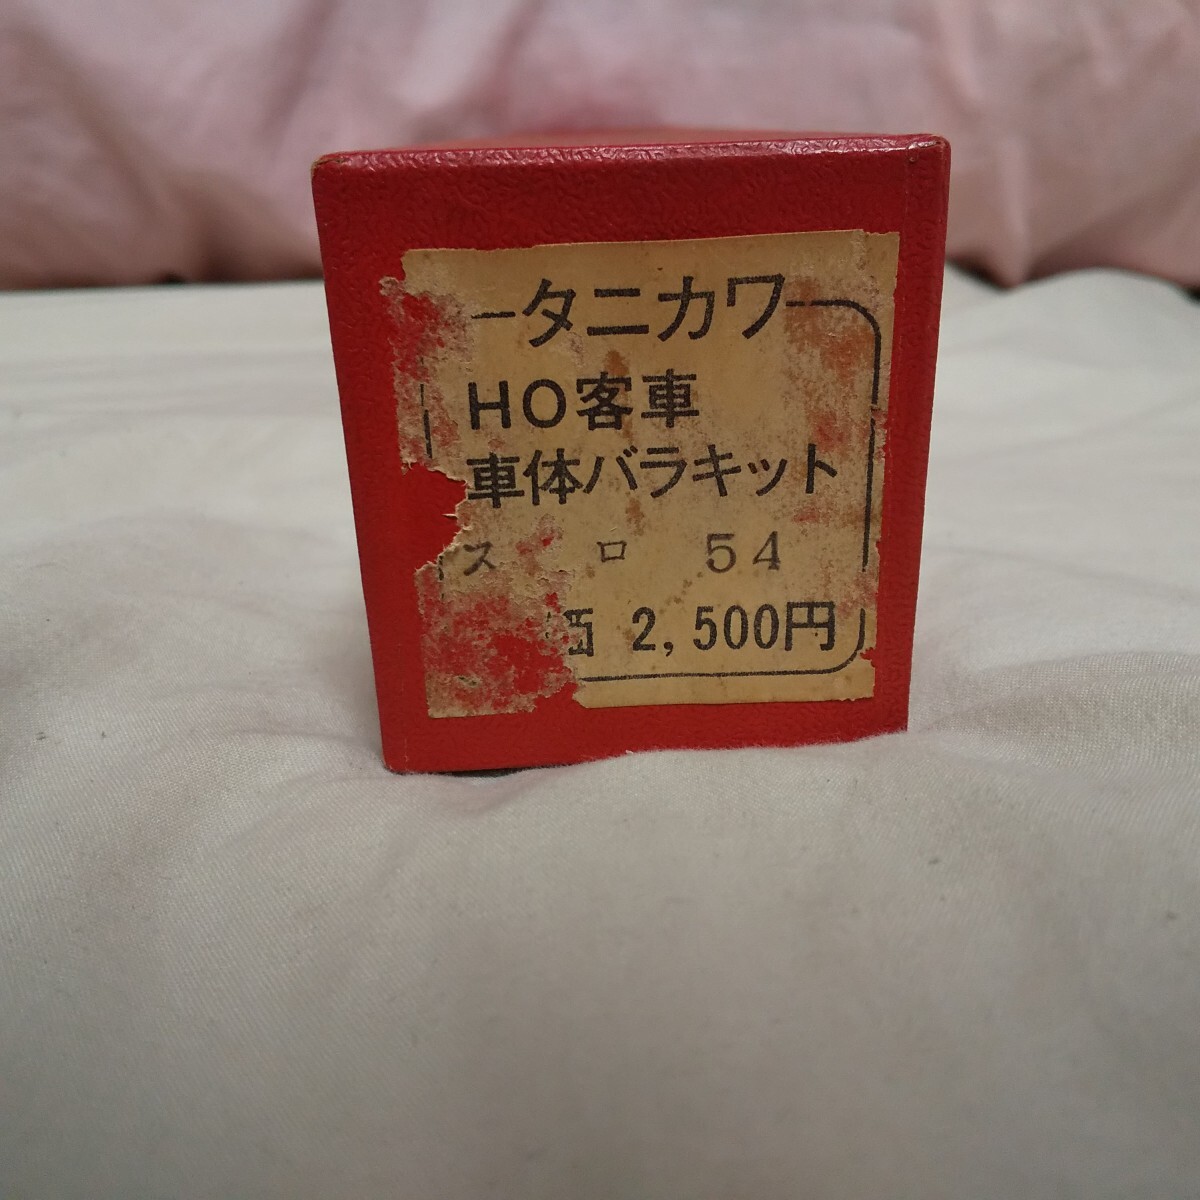 タニカワ
HO客車
車体バラキット
スロ 54
価 2,500円